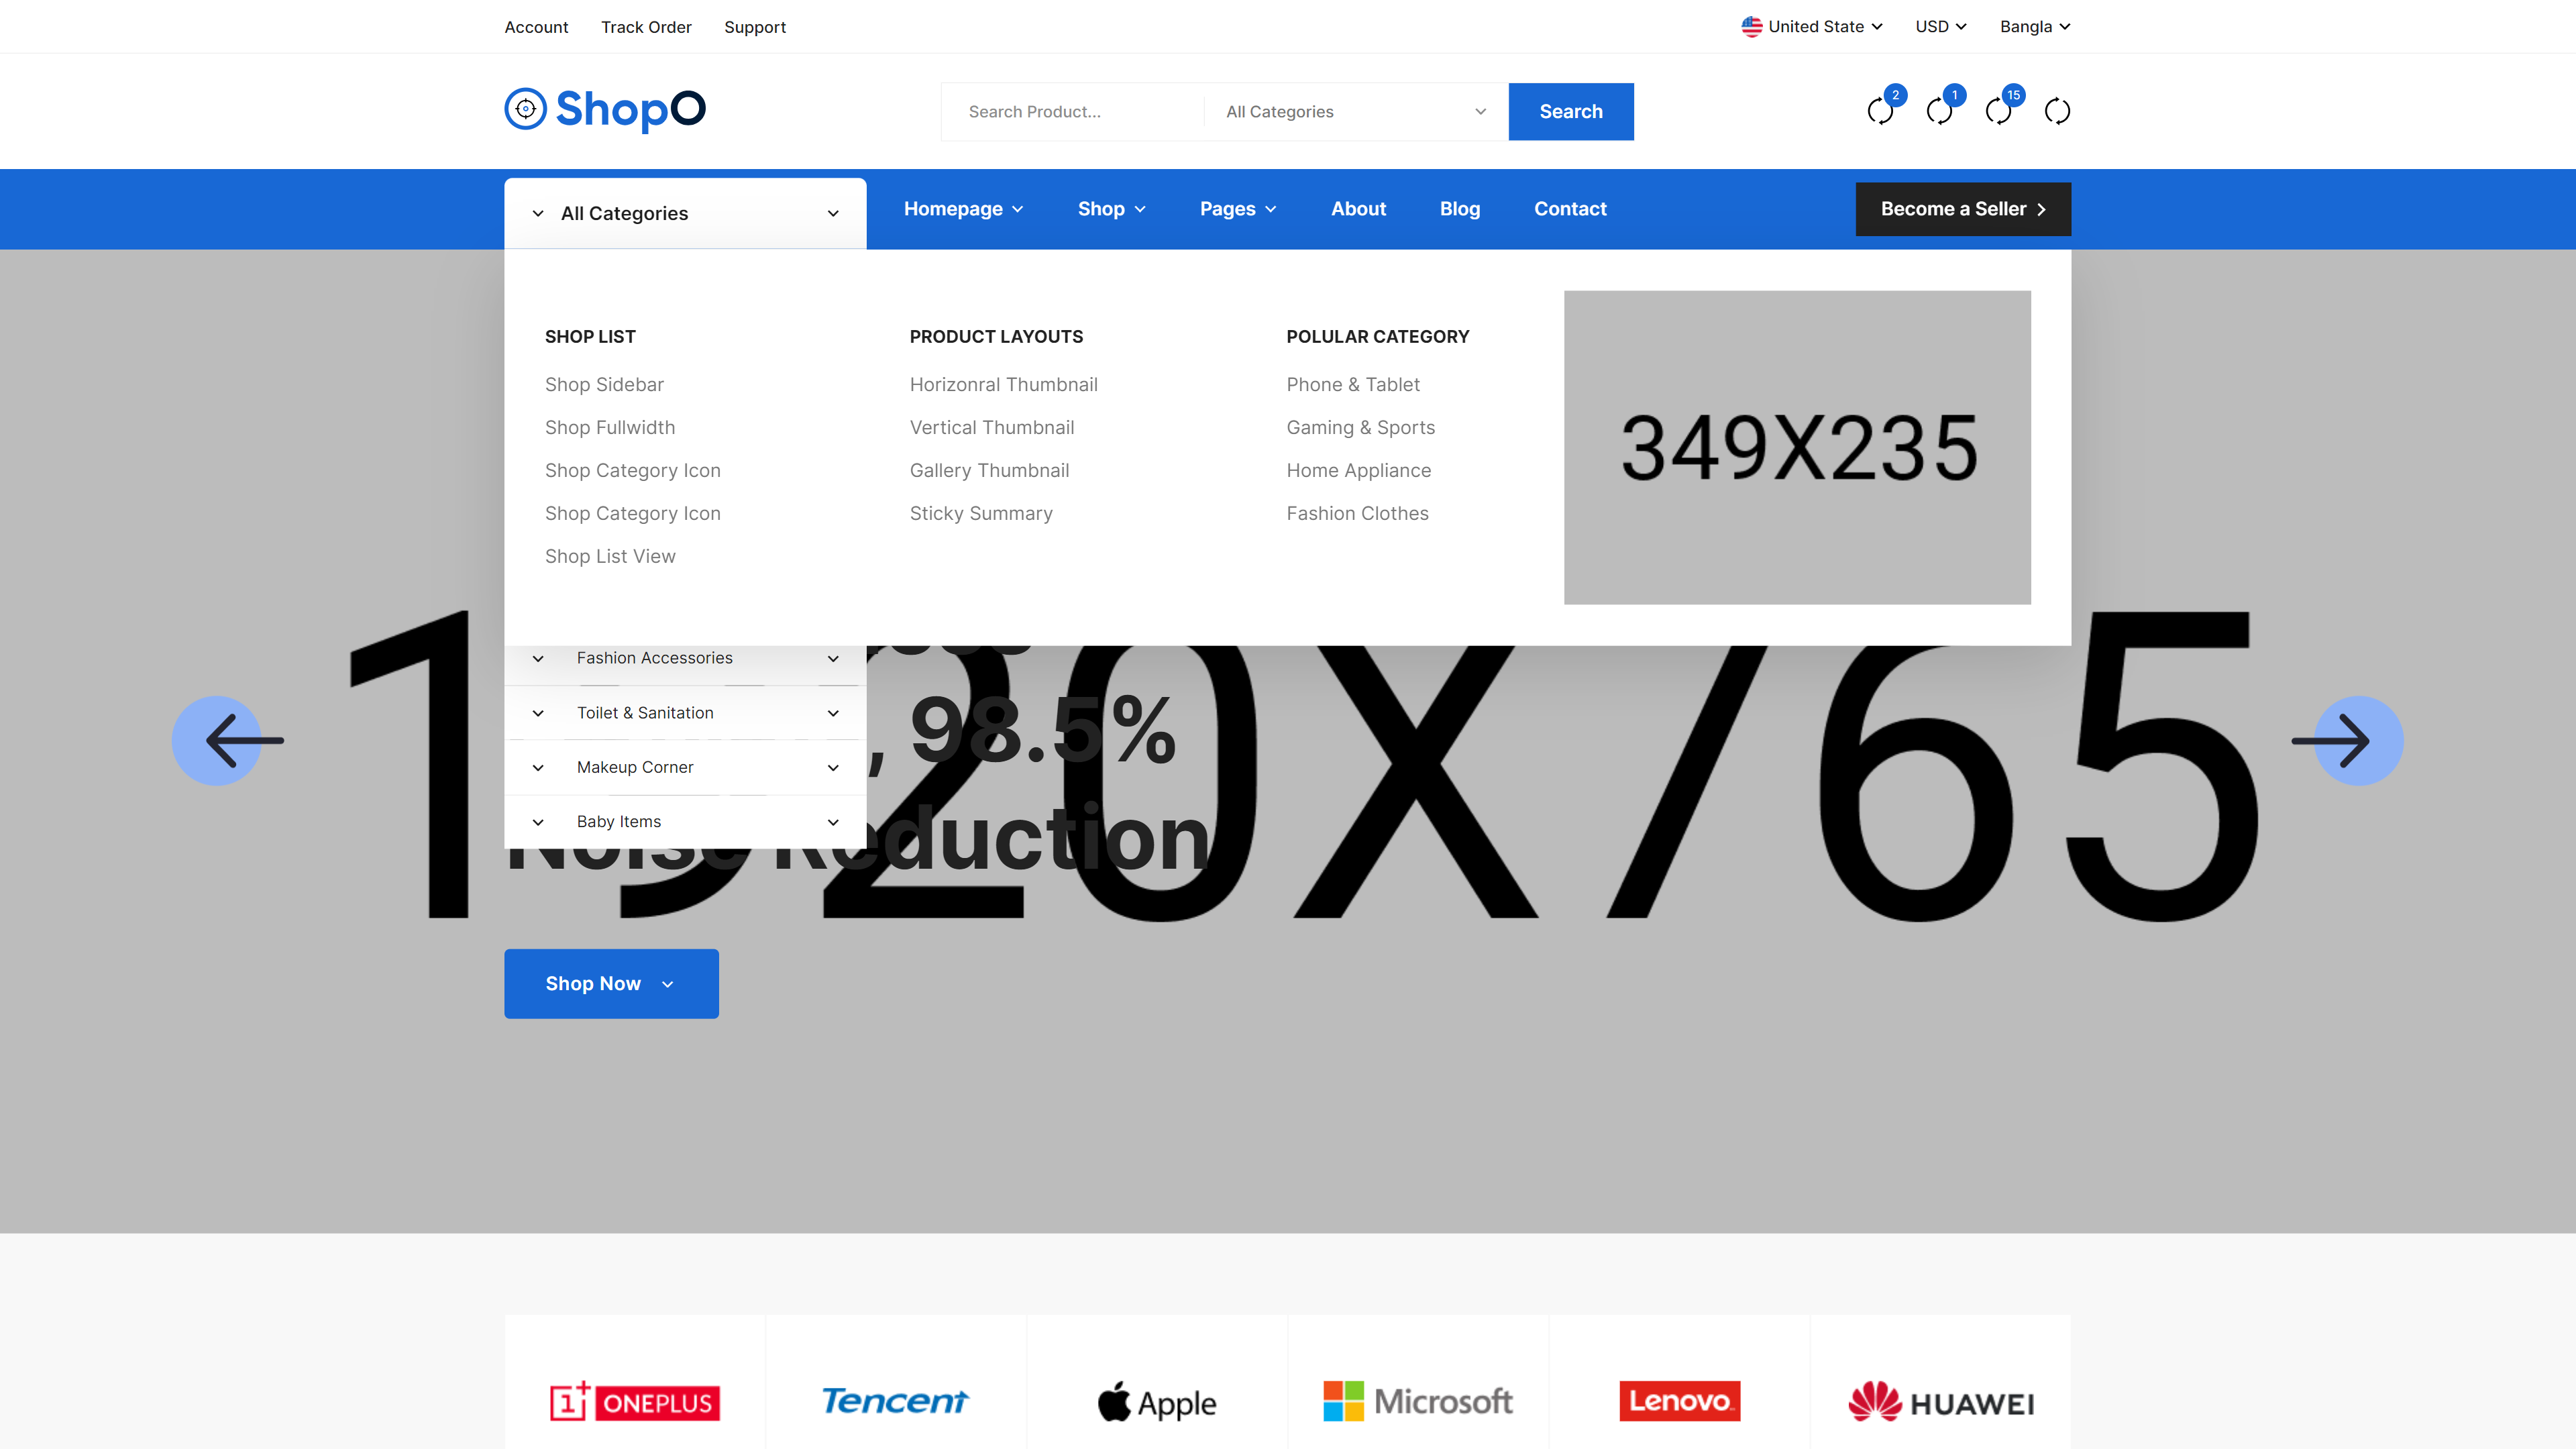 Account Track Order Support United State USD Bangla
ShopO Search Product... All Categories Search 2 1 15
All Categories Homepage Shop Pages About Blog Contact Become a Seller
SHOP LIST
Shop Sidebar
Shop Fullwidth
Shop Category Icon
Shop Category Icon
Shop List View
PRODUCT LAYOUTS
Horizonral Thumbnail
Vertical Thumbnail
Gallery Thumbnail
Sticky Summary
POLULAR CATEGORY
Phone & Tablet
Gaming & Sports
Home Appliance
Fashion Clothes
349X235
Fashion Accessories
Toilet & Sanitation
Makeup Corner
Baby Items
1920X765
, 98.5%
Noise Reduction
Shop Now
1+ ONEPLUS
Tencent
Apple
Microsoft
Lenovo
HUAWEI